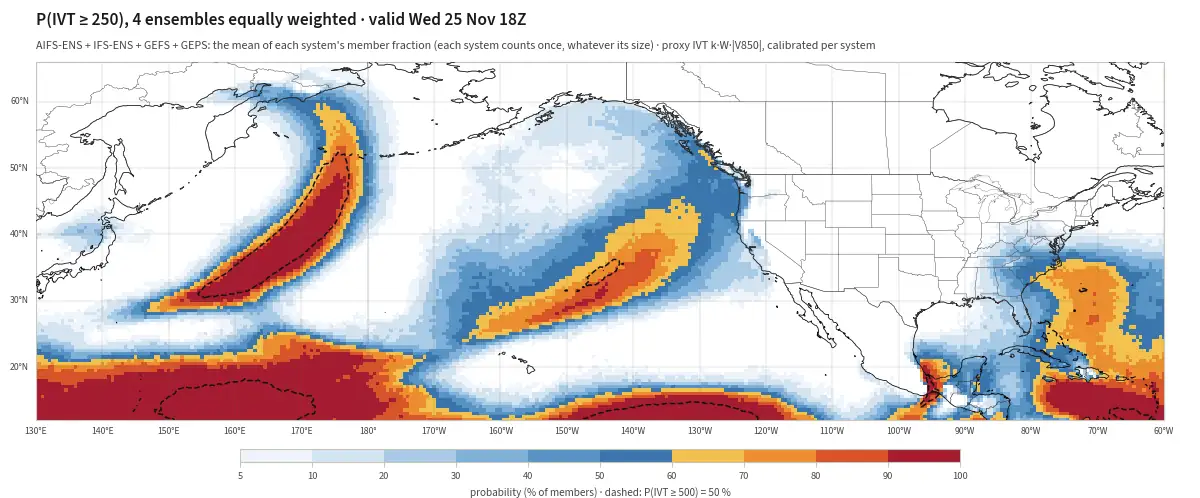 P(IVT ≥ 250), 4 ensembles equally weighted · valid Wed 25 Nov 18Z
AIFS-ENS + IFS-ENS + GEFS + GEPS: the mean of each system's member fraction (each system counts once, whatever its size) · proxy IVT k·W·|V850|, calibrated per system
60°N
50°N
40°N
30°N
20°N
130°E 140°E 150°E 160°E 170°E 180° 170°W 160°W 150°W 140°W 130°W 120°W 110°W 100°W 90°W 80°W 70°W 60°W
5 10 20 30 40 50 60 70 80 90 100
probability (% of members) · dashed: P(IVT ≥ 500) = 50 %